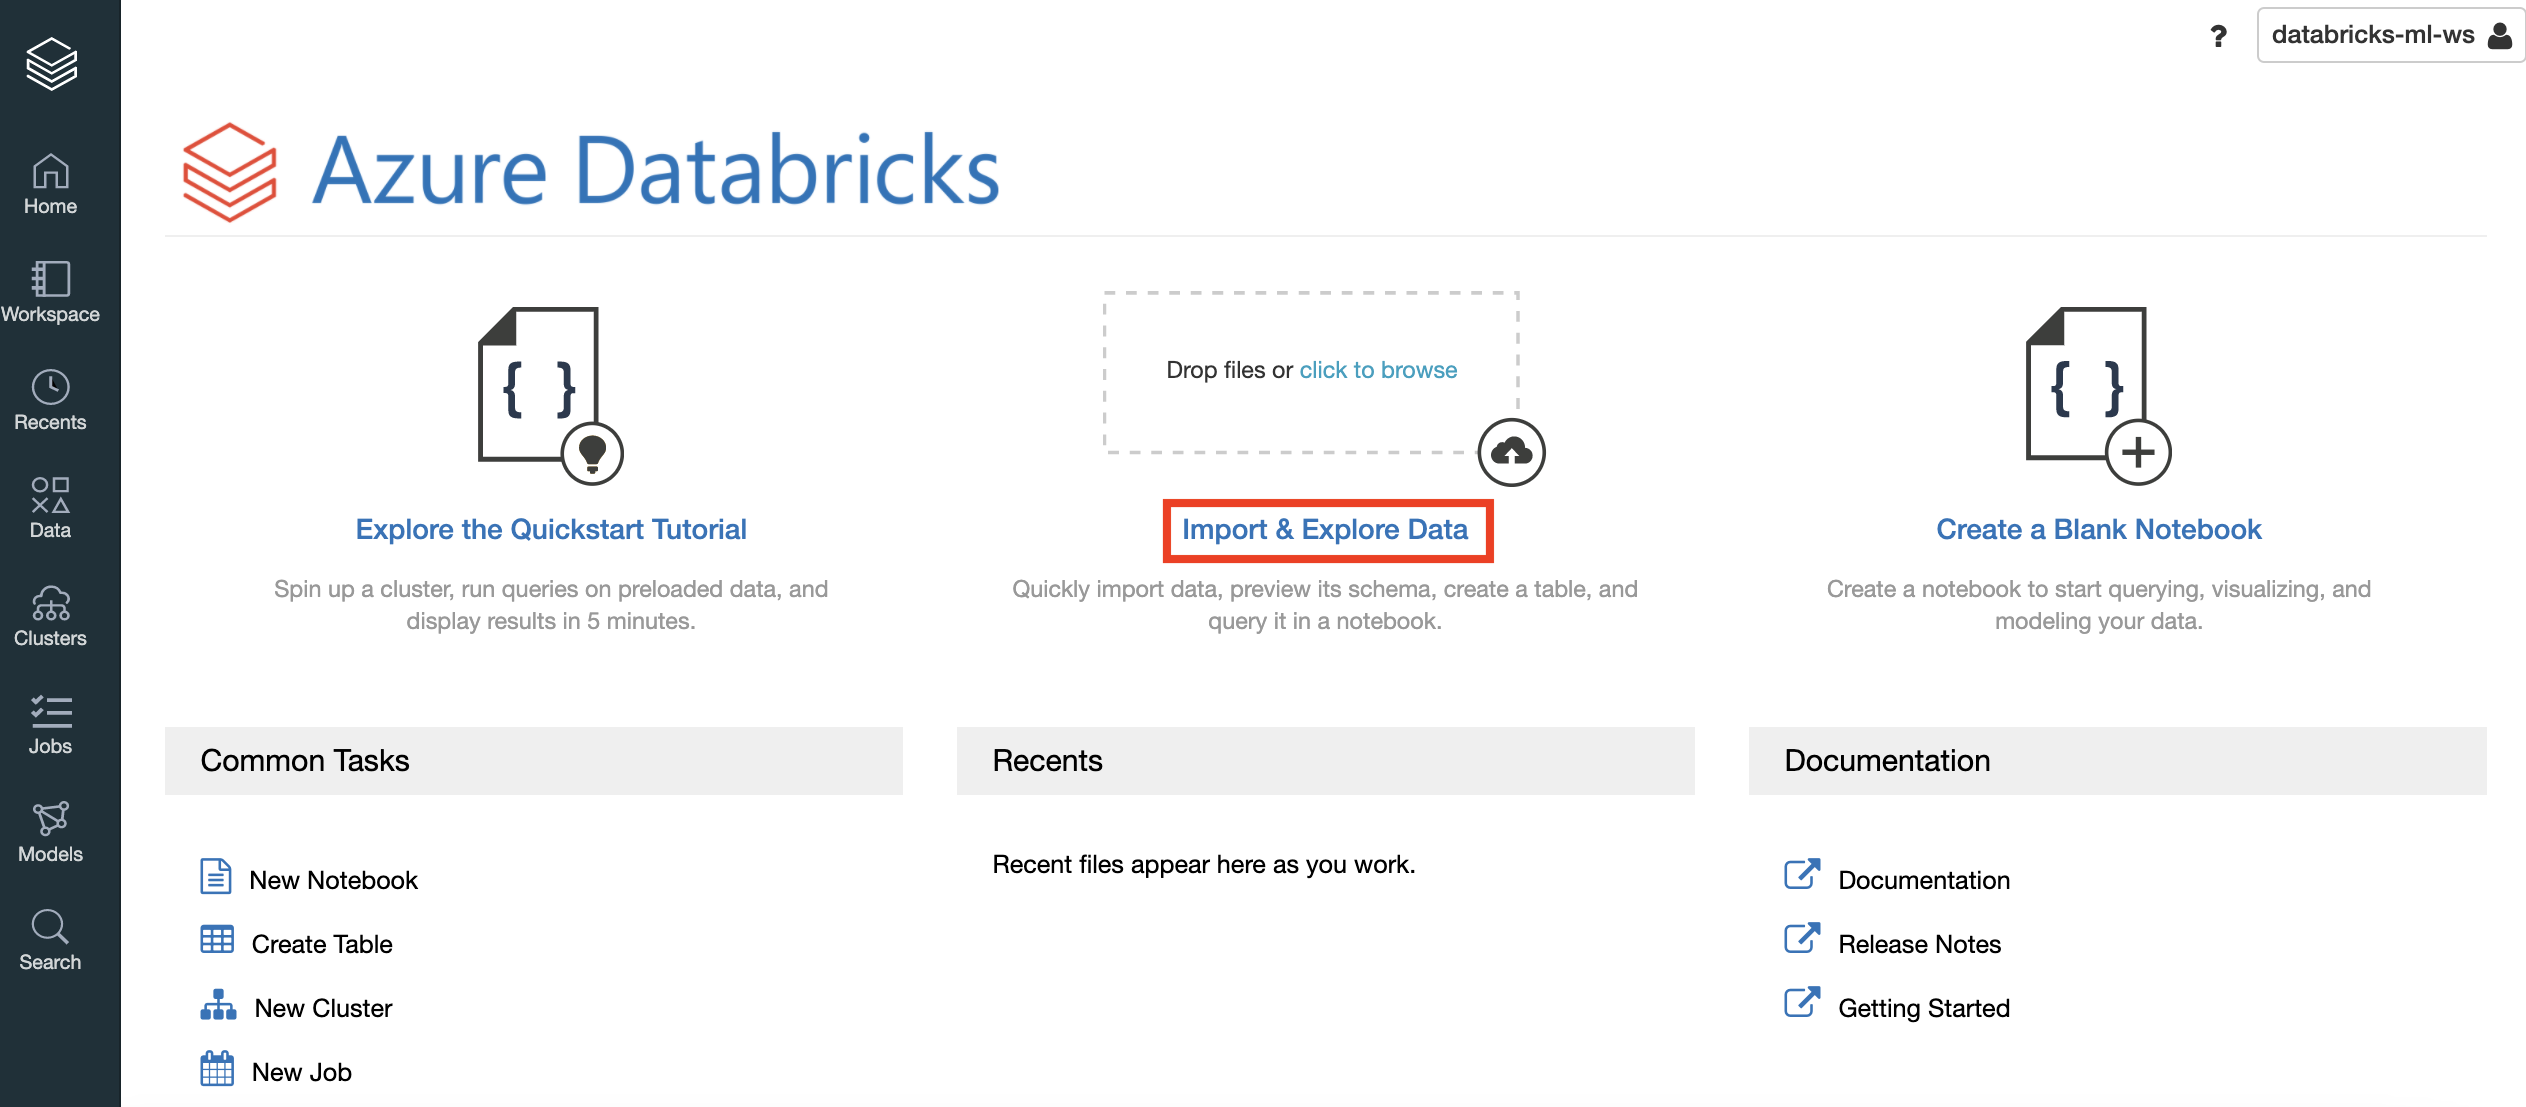 ? databricks-ml-ws
Home
Workspace
Recents
Data
Clusters
Jobs
Models
Search
Azure Databricks
{ }
Drop files or click to browse
{ }
Explore the Quickstart Tutorial
Spin up a cluster, run queries on preloaded data, and
display results in 5 minutes.
Import & Explore Data
Quickly import data, preview its schema, create a table, and
query it in a notebook.
Create a Blank Notebook
Create a notebook to start querying, visualizing, and
modeling your data.
Common Tasks
New Notebook
Create Table
New Cluster
New Job
Recents
Recent files appear here as you work.
Documentation
Documentation
Release Notes
Getting Started